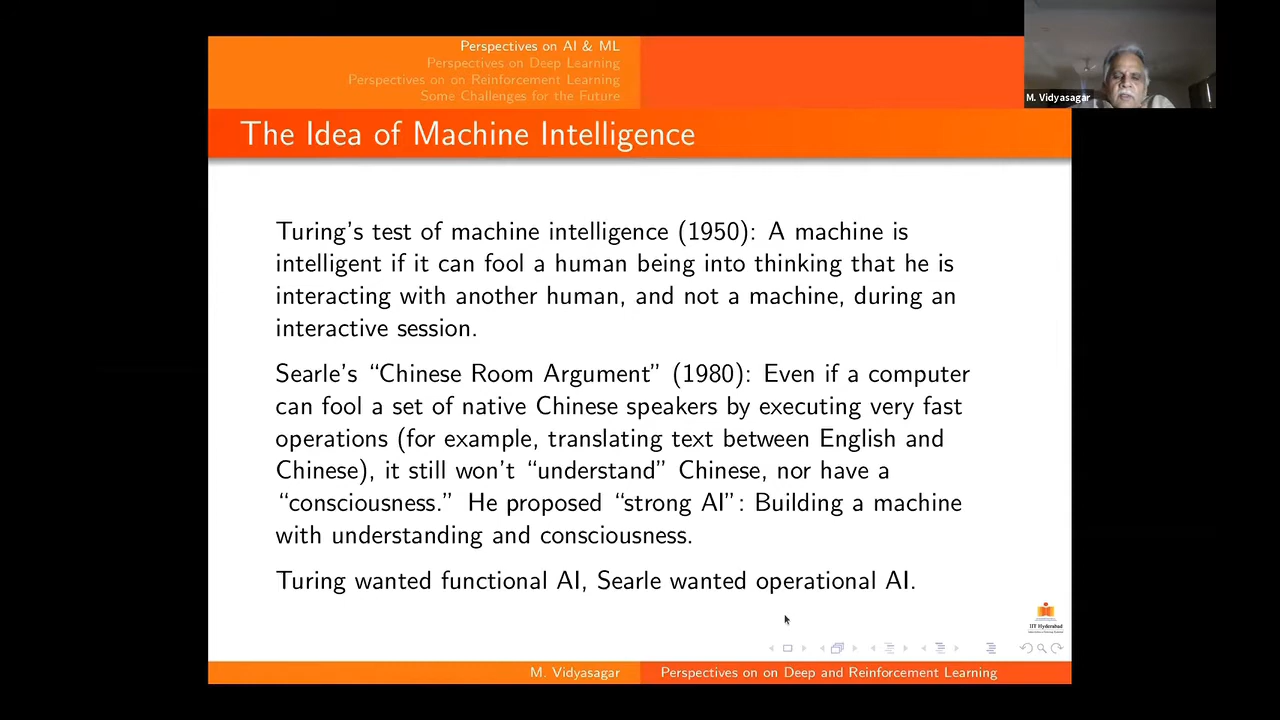 Perspectives on AI & ML
Perspectives on Deep Learning
Perspectives on on Reinforcement Learning
Some Challenges for the Future
M. Vidyasagar
The Idea of Machine Intelligence
Turing's test of machine intelligence (1950): A machine is
intelligent if it can fool a human being into thinking that he is
interacting with another human, and not a machine, during an
interactive session.
Searle's “Chinese Room Argument” (1980): Even if a computer
can fool a set of native Chinese speakers by executing very fast
operations (for example, translating text between English and
Chinese), it still won't “understand” Chinese, nor have a
“consciousness.” He proposed “strong AI”: Building a machine
with understanding and consciousness.
Turing wanted functional AI, Searle wanted operational AI.
IIT Hyderabad
M. Vidyasagar
Perspectives on on Deep and Reinforcement Learning